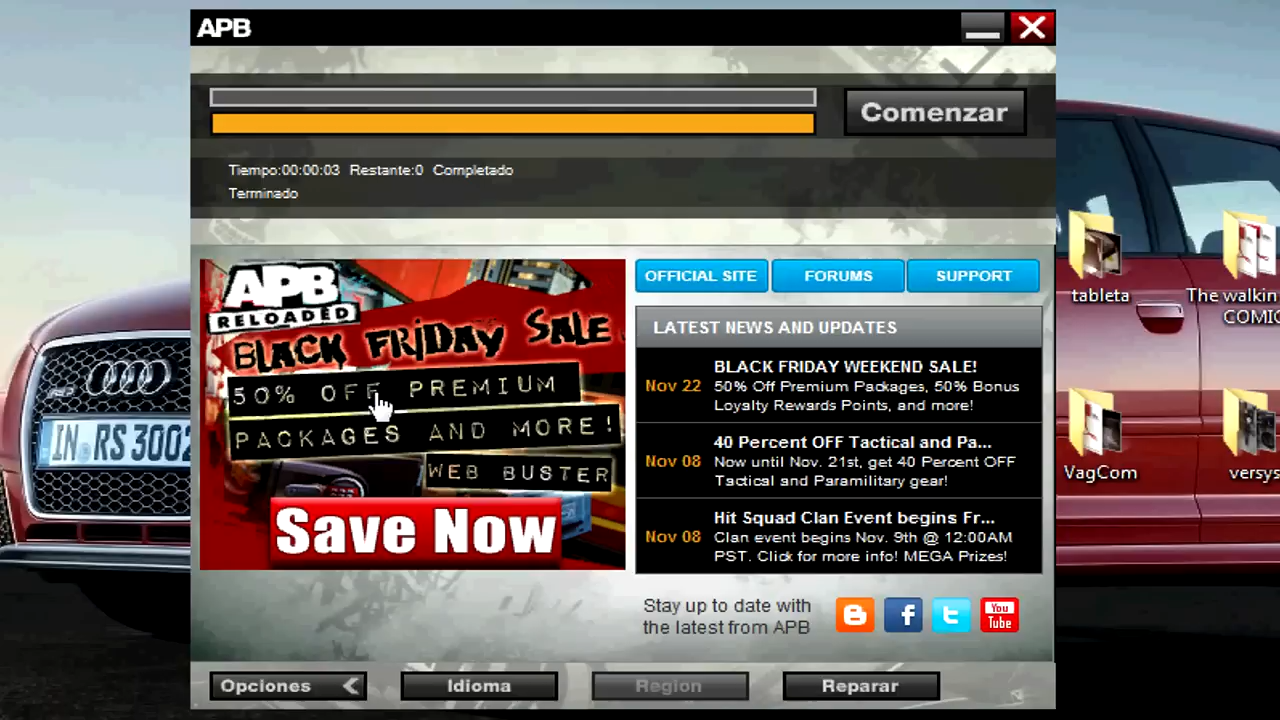 APB
Comenzar
Tiempo:00:00:03 Restante:0 Completado
Terminado
APB
RELOADED
BLACK FRIDAY SALE
50% OFF PREMIUM
PACKAGES AND MORE!
WEB BUSTER
Save Now
OFFICIAL SITE
FORUMS
SUPPORT
LATEST NEWS AND UPDATES
BLACK FRIDAY WEEKEND SALE!
Nov 22
50% Off Premium Packages, 50% Bonus
Loyalty Rewards Points, and more!
40 Percent OFF Tactical and Pa...
Nov 08
Now until Nov. 21st, get 40 Percent OFF
Tactical and Paramilitary gear!
Hit Squad Clan Event begins Fr...
Nov 08
Clan event begins Nov. 9th @ 12:00AM
PST. Click for more info! MEGA Prizes!
Stay up to date with
the latest from APB
You
Tube
Opciones
Idioma
Region
Reparar
IN RS 3002
tableta
The walkin
COMIC
VagCom
versys